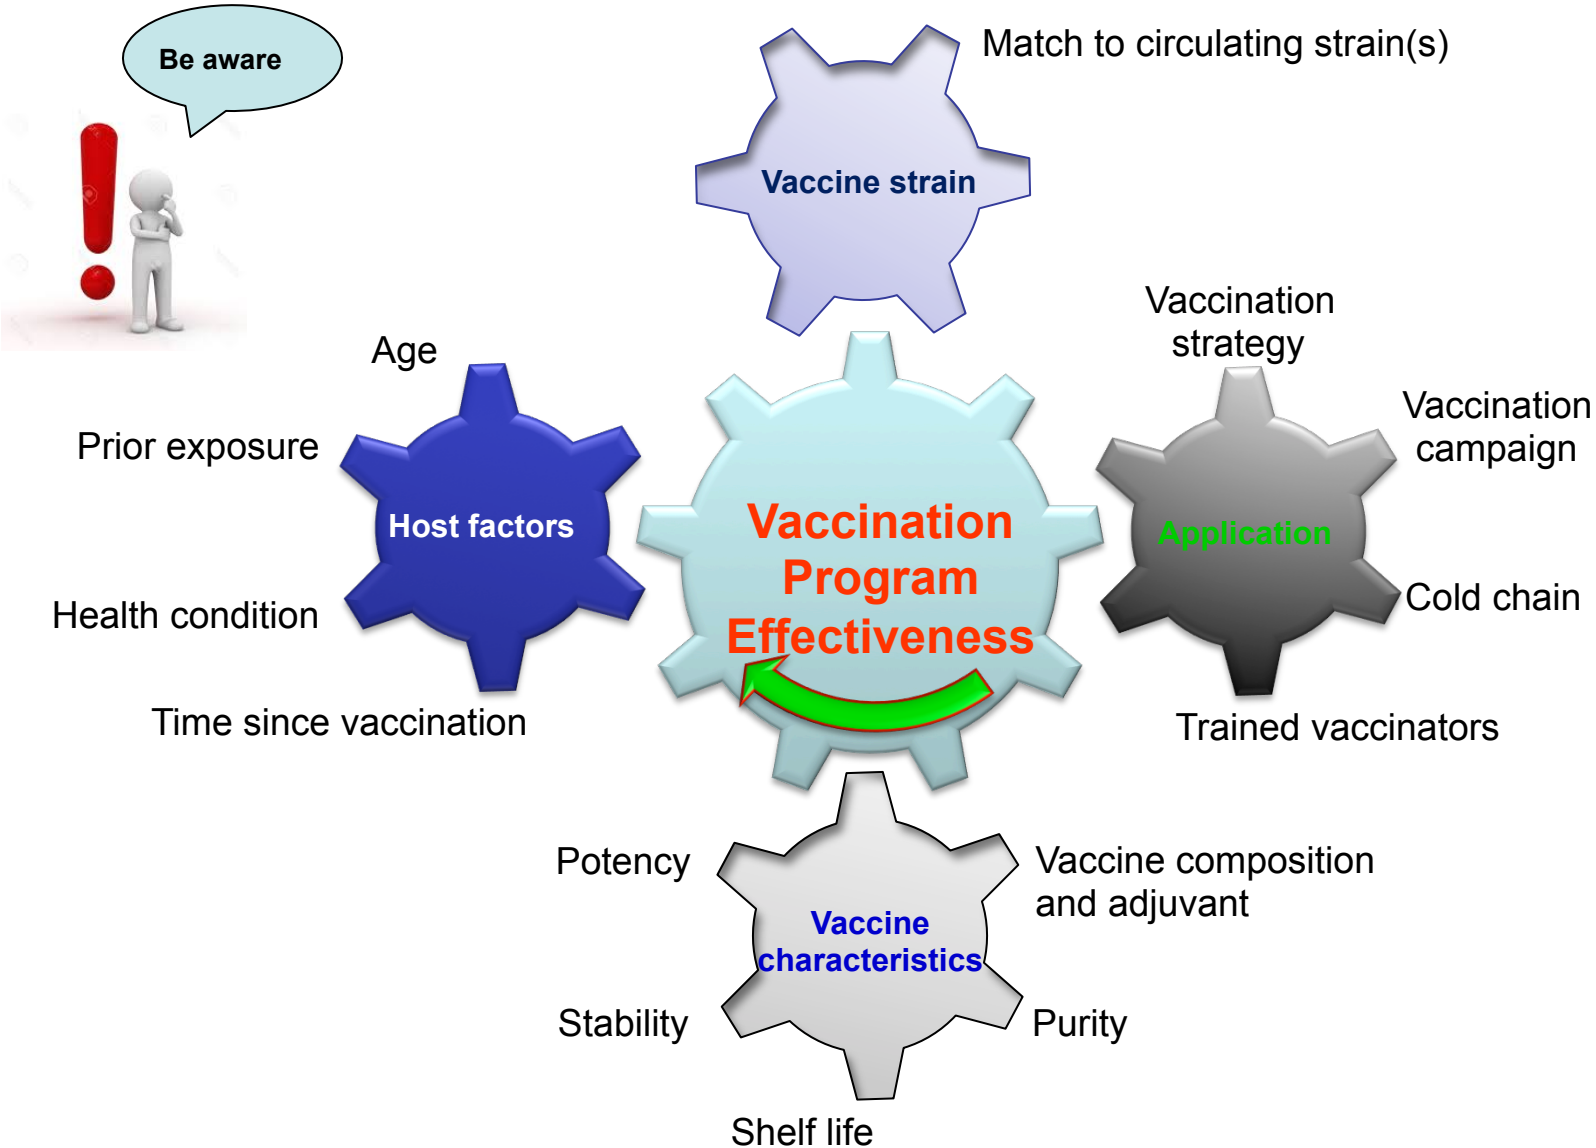 Be aware
Match to circulating strain(s)
Vaccine strain
Vaccination
strategy
Age
Vaccination
campaign
Prior exposure
Host factors
Vaccination
Program
Effectiveness
Application
Health condition
Cold chain
Time since vaccination
Trained vaccinators
Potency
Vaccine composition
and adjuvant
Vaccine
characteristics
Stability
Purity
Shelf life